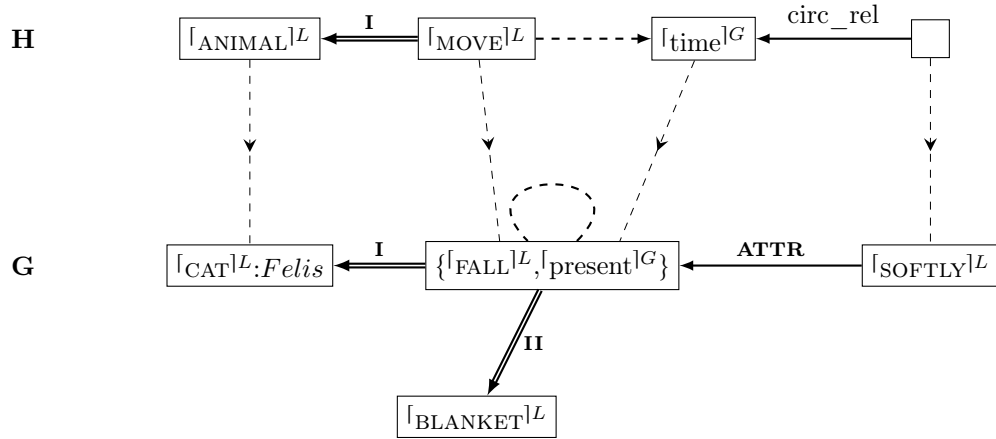 H ⌈ANIMAL⌉L I ⌈MOVE⌉L ⌈time⌉G circ_rel
G ⌈CAT⌉L:Felis I {⌈FALL⌉L,⌈present⌉G} ATTR ⌈SOFTLY⌉L
II
⌈BLANKET⌉L